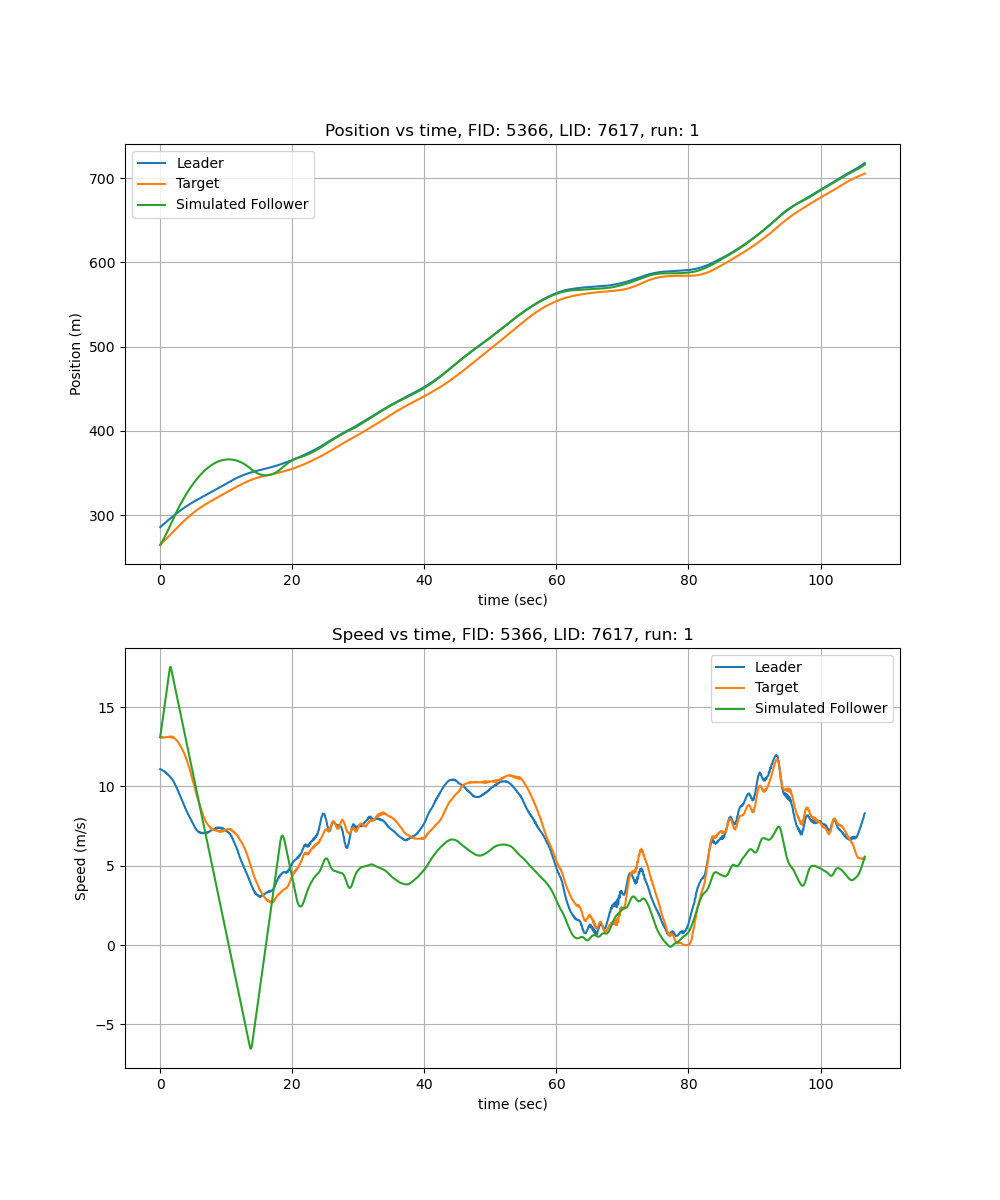 Position vs time, FID: 5366, LID: 7617, run: 1
Leader
Target
Simulated Follower
Position (m)
700
600
500
400
300
0 20 40 60 80 100
time (sec)
Speed vs time, FID: 5366, LID: 7617, run: 1
Leader
Target
Simulated Follower
Speed (m/s)
15
10
5
0
−5
0 20 40 60 80 100
time (sec)